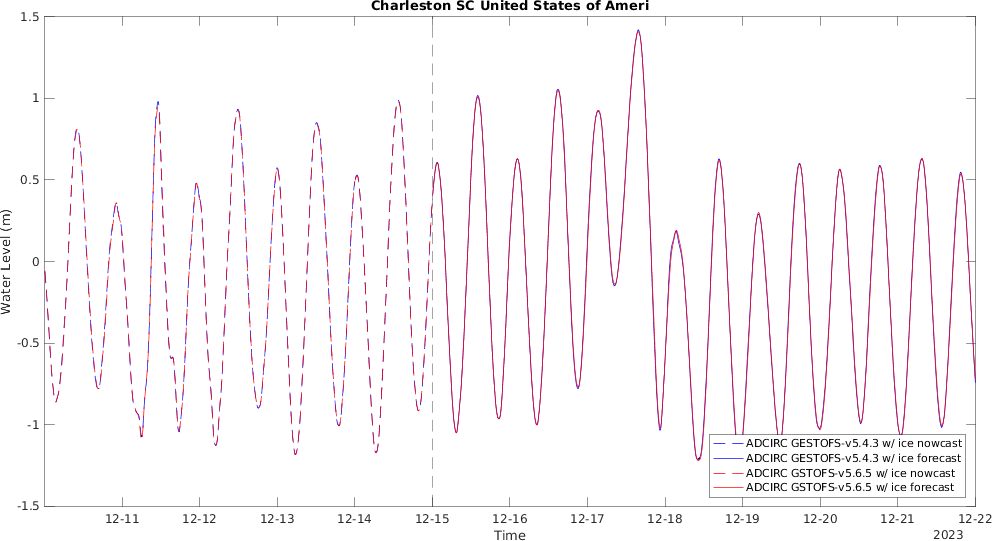 Charleston SC United States of Ameri
1.5
1
0.5
0
-0.5
-1
-1.5
Water Level (m)
ADCIRC GESTOFS-v5.4.3 w/ ice nowcast
ADCIRC GESTOFS-v5.4.3 w/ ice forecast
ADCIRC GSTOFS-v5.6.5 w/ ice nowcast
ADCIRC GSTOFS-v5.6.5 w/ ice forecast
12-11 12-12 12-13 12-14 12-15 12-16 12-17 12-18 12-19 12-20 12-21 12-22
Time
2023